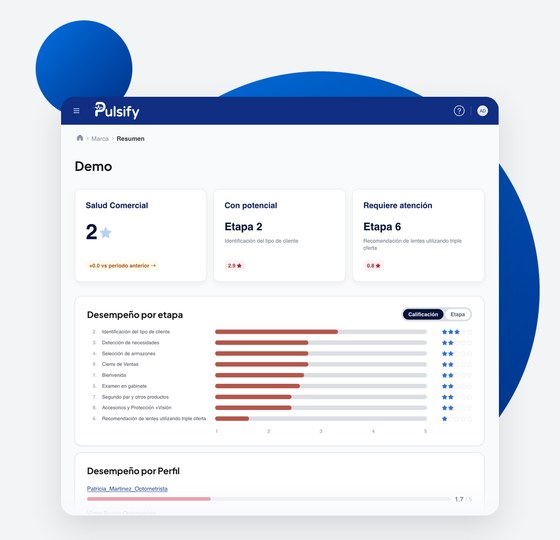 Pulsify
?
AD
Marca › Resumen
Demo
Salud Comercial
2
+0.0 vs periodo anterior →
Con potencial
Etapa 2
Identificación del tipo de cliente
2.9
Requiere atención
Etapa 6
Recomendación de lentes utilizando triple
oferta
0.8
Desempeño por etapa
Calificación Etapa
2. Identificación del tipo de cliente
3. Detección de necesidades
4. Selección de armazones
9. Cierre de Ventas
1. Bienvenida
5. Examen en gabinete
7. Segundo par y otros productos
8. Accesorios y Protección +Visión
6. Recomendación de lentes utilizando triple oferta
1 2 3 4 5
Desempeño por Perfil
Patricia_Martinez_Optometrista
1.7 / 5